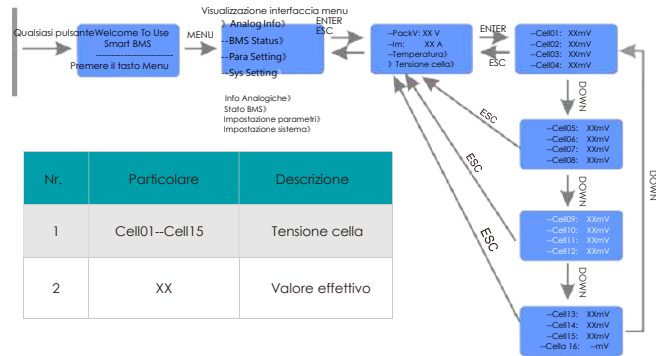 Visualizzazione interfaccia menu
Qualsiasi pulsante
Welcome To Use
Smart BMS
------------------------
Premere il tasto Menu
MENU
》 Analog Info》
--BMS Status》
--Para Setting》
--Sys Setting
Info Analogiche》
Stato BMS》
Impostazione parametri》
Impostazione sistema》
ENTER
ESC
--PackV: XX V
--Im: XX A
--Temperatura》
》 Tensione cella》
ENTER
ESC
--Cell01: XXmV
--Cell02: XXmV
--Cell03: XXmV
--Cell04: XXmV
DOWN
ESC
--Cell05: XXmV
--Cell06: XXmV
--Cell07: XXmV
--Cell08: XXmV
DOWN
ESC
--Cell09: XXmV
--Cell10: XXmV
--Cell11: XXmV
--Cell12: XXmV
DOWN
ESC
--Cell13: XXmV
--Cell14: XXmV
--Cell15: XXmV
--Cella 16: --mV
DOWN
Nr. Particolare Descrizione
1 Cell01--Cell15 Tensione cella
2 XX Valore effettivo